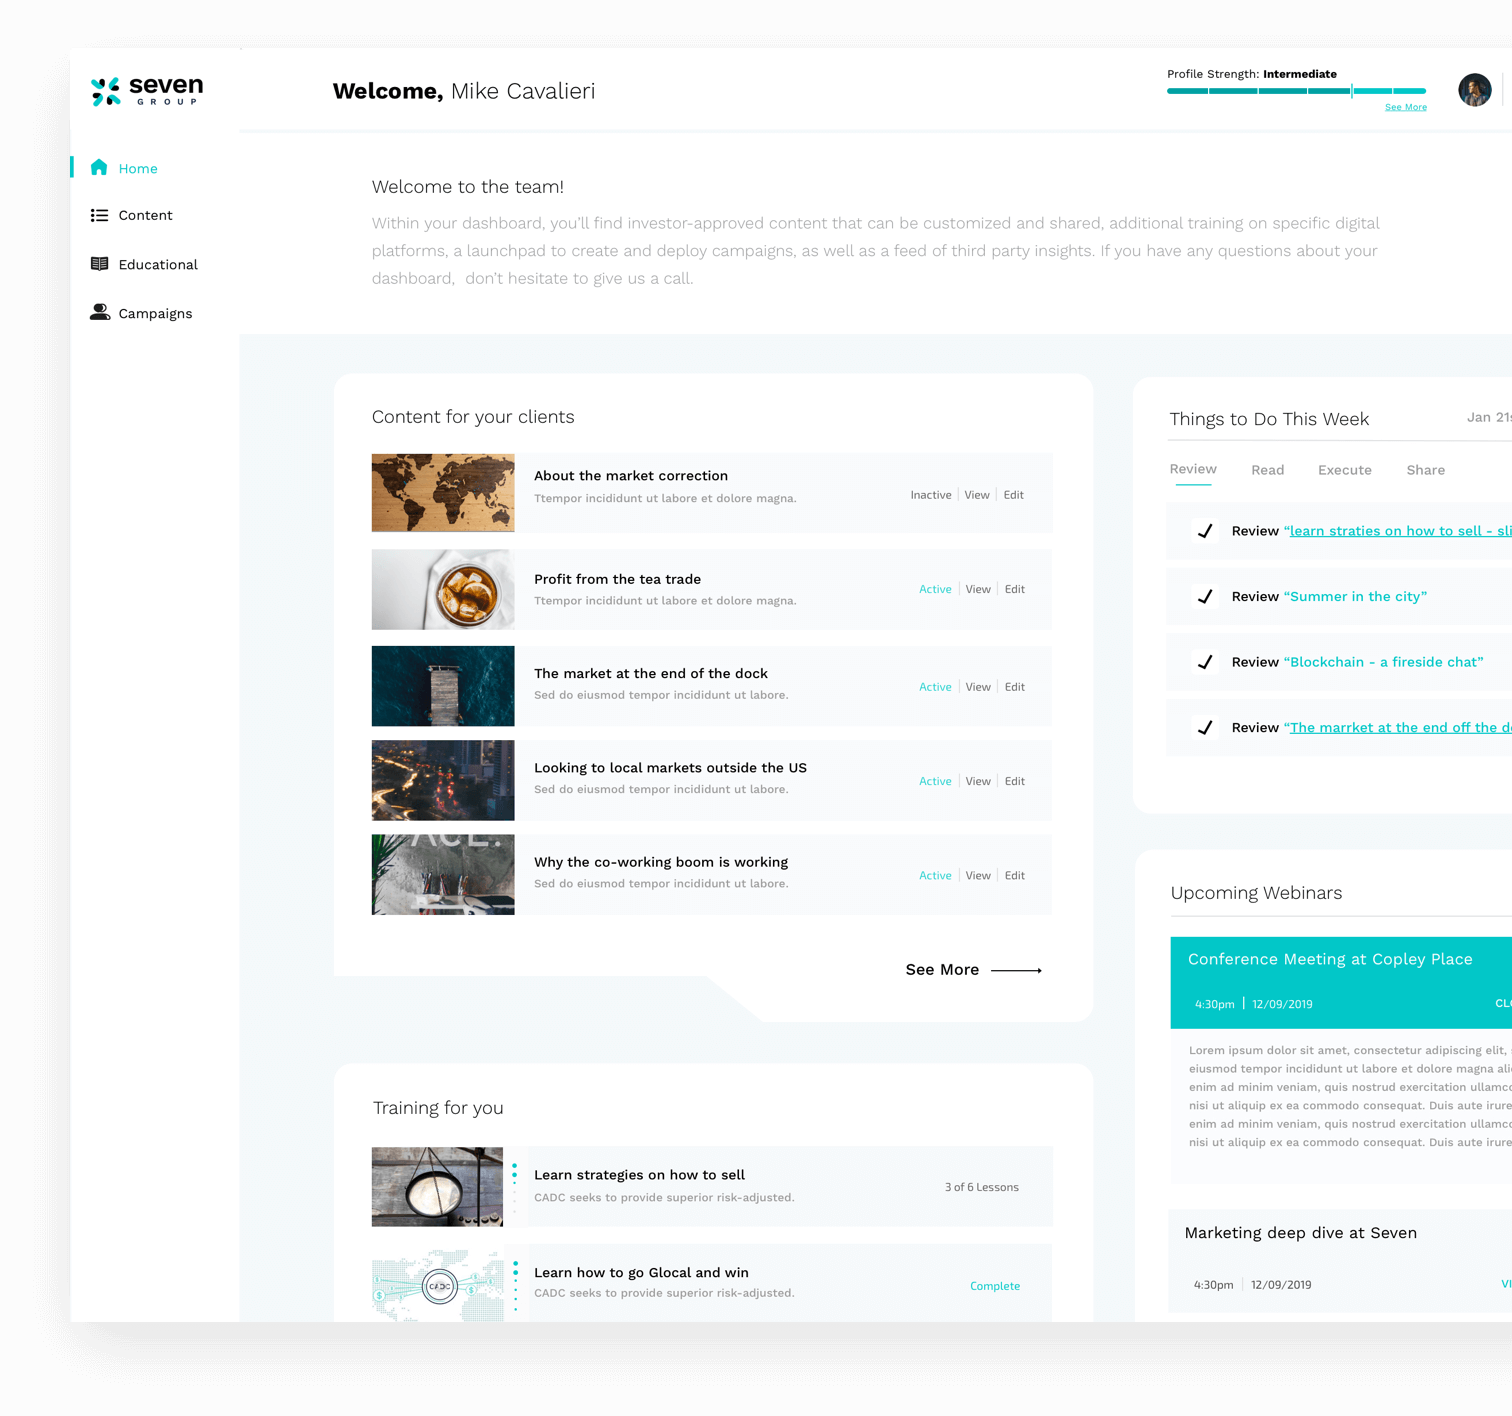 seven
GROUP
Welcome, Mike Cavalieri
Profile Strength: Intermediate
See More
Home
Content
Educational
Campaigns
Welcome to the team!
Within your dashboard, you'll find investor-approved content that can be customized and shared, additional training on specific digital
platforms, a launchpad to create and deploy campaigns, as well as a feed of third party insights. If you have any questions about your
dashboard, don't hesitate to give us a call.
Content for your clients
About the market correction
Ttempor incididunt ut labore et dolore magna.
Inactive | View | Edit
Profit from the tea trade
Ttempor incididunt ut labore et dolore magna.
Active | View | Edit
The market at the end of the dock
Sed do eiusmod tempor incididunt ut labore.
Active | View | Edit
Looking to local markets outside the US
Sed do eiusmod tempor incididunt ut labore.
Active | View | Edit
ACE.
Why the co-working boom is working
Sed do eiusmod tempor incididunt ut labore.
Active | View | Edit
See More
Training for you
Learn strategies on how to sell
CADC seeks to provide superior risk-adjusted.
3 of 6 Lessons
CADC
Learn how to go Glocal and win
CADC seeks to provide superior risk-adjusted.
Complete
Things to Do This Week
Jan 21
Review Read Execute Share
Review “learn straties on how to sell -
Review “Summer in the city”
Review “Blockchain - a fireside chat”
Review “The marrket at the end off the
Upcoming Webinars
Conference Meeting at Copley Place
4:30pm | 12/09/2019
Lorem ipsum dolor sit amet, consectetur adipiscing elit,
eiusmod tempor incididunt ut labore et dolore magna
enim ad minim veniam, quis nostrud exercitation
nisi ut aliquip ex ea commodo consequat. Duis aute irure
enim ad minim veniam, quis nostrud exercitation
nisi ut aliquip ex ea commodo consequat. Duis aute irure
Marketing deep dive at Seven
4:30pm | 12/09/2019